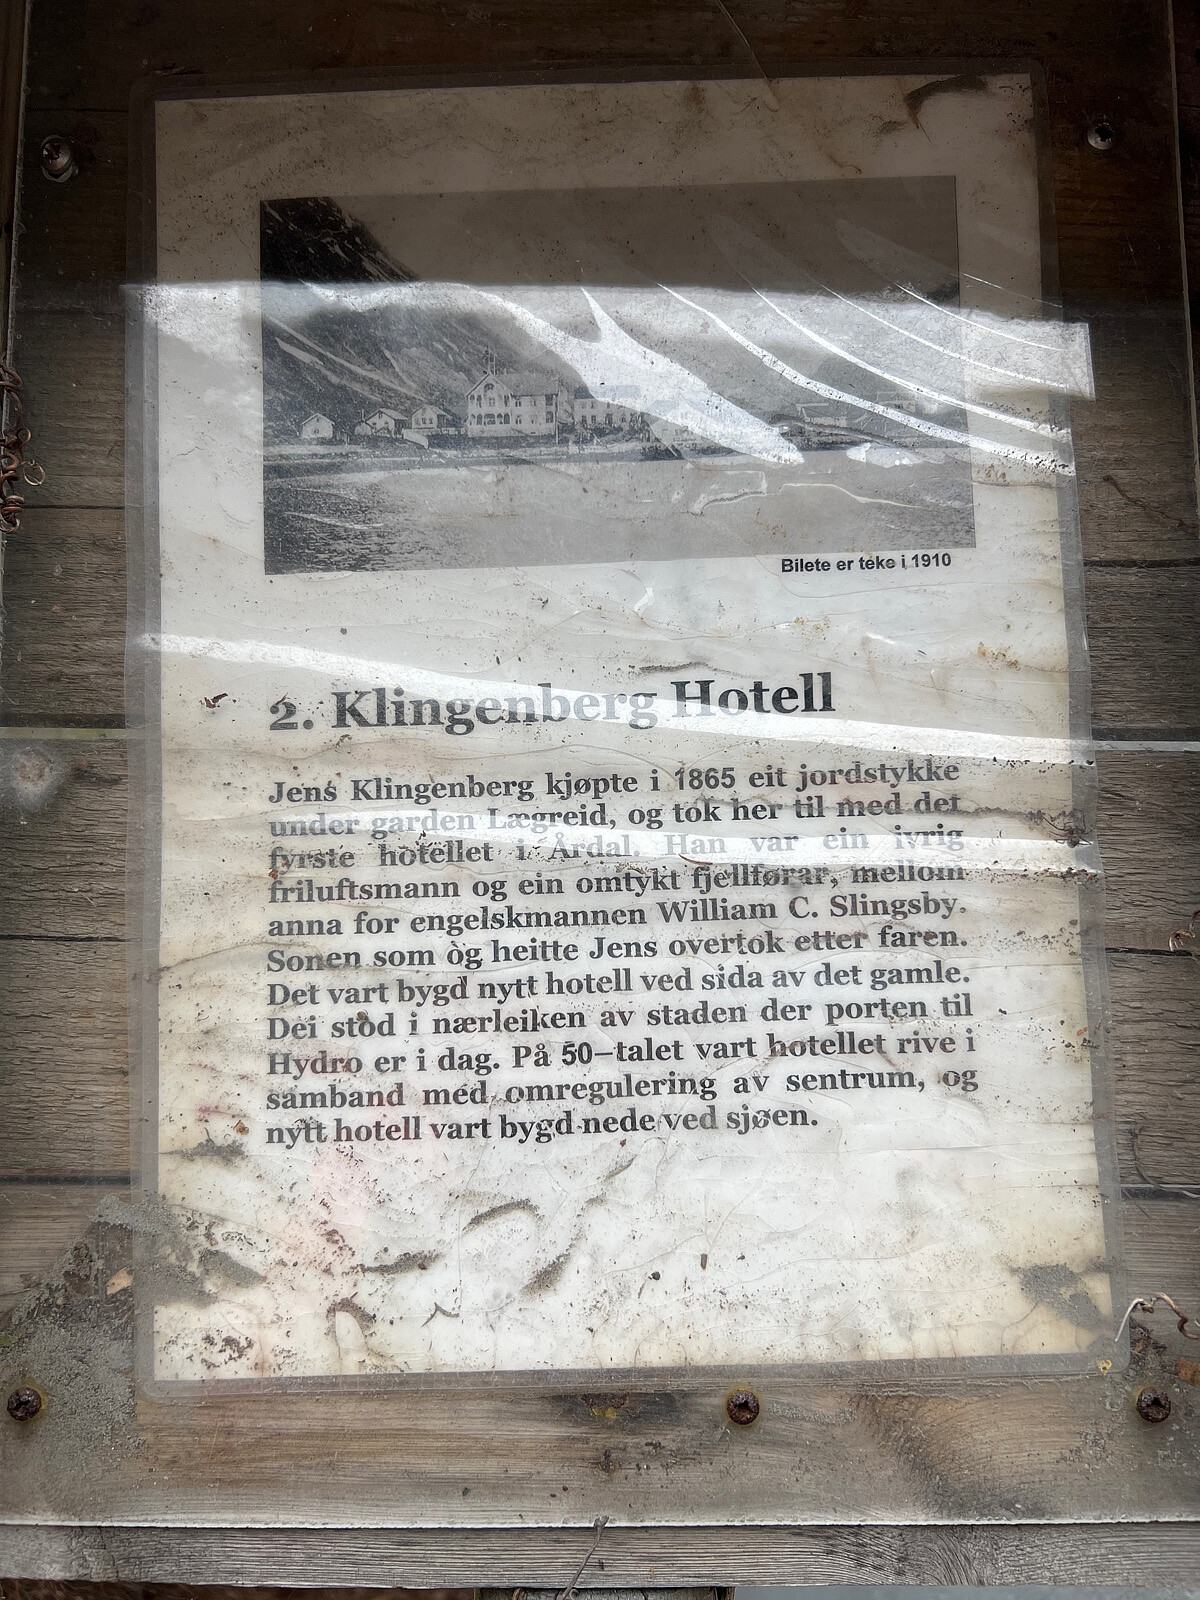 Bilete er teke i 1910
2. Klingenberg Hotell
Jens Klingenberg kjøpte i 1865 eit jordstykke
under garden Lægreid, og tok her til med det
fyrste hotellet i Årdal. Han var ein ivrig
friluftsmann og ein omtykt fjellførar, mellom
anna for engelskmannen William C. Slingsby.
Sonen som òg heitte Jens overtok etter faren.
Det vart bygd nytt hotell ved sida av det gamle.
Dei stod i nærleiken av staden der porten til
Hydro er i dag. På 50–talet vart hotellet rive i
samband med omregulering av sentrum, og
nytt hotell vart bygd nede ved sjøen.